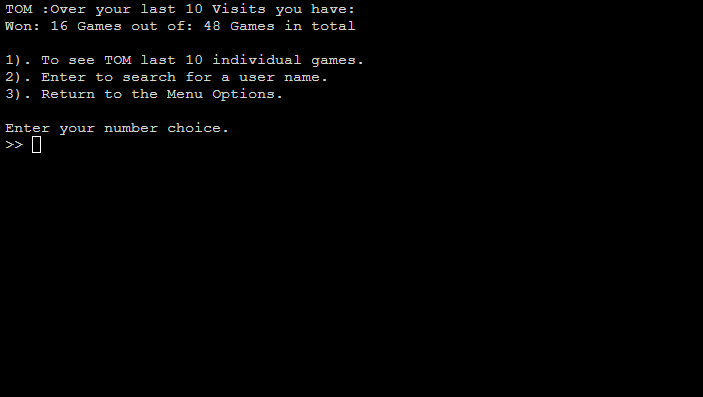 TOM :Over your last 10 Visits you have:
Won: 16 Games out of: 48 Games in total
1). To see TOM last 10 individual games.
2). Enter to search for a user name.
3). Return to the Menu Options.
Enter your number choice.
>>